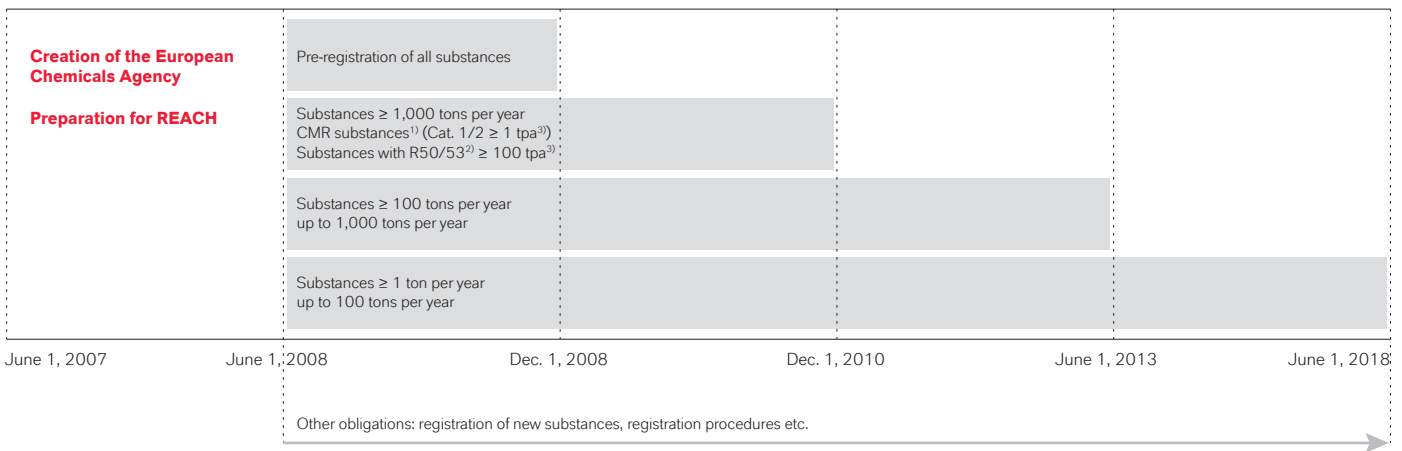 Creation of the European
Chemicals Agency
Preparation for REACH
Pre-registration of all substances
Substances ≥ 1,000 tons per year
CMR substances¹⁾ (Cat. 1/2 ≥ 1 tpa³⁾)
Substances with R50/53²⁾ ≥ 100 tpa³⁾
Substances ≥ 100 tons per year
up to 1,000 tons per year
Substances ≥ 1 ton per year
up to 100 tons per year
June 1, 2007 June 1, 2008 Dec. 1, 2008 Dec. 1, 2010 June 1, 2013 June 1, 2018
Other obligations: registration of new substances, registration procedures etc.